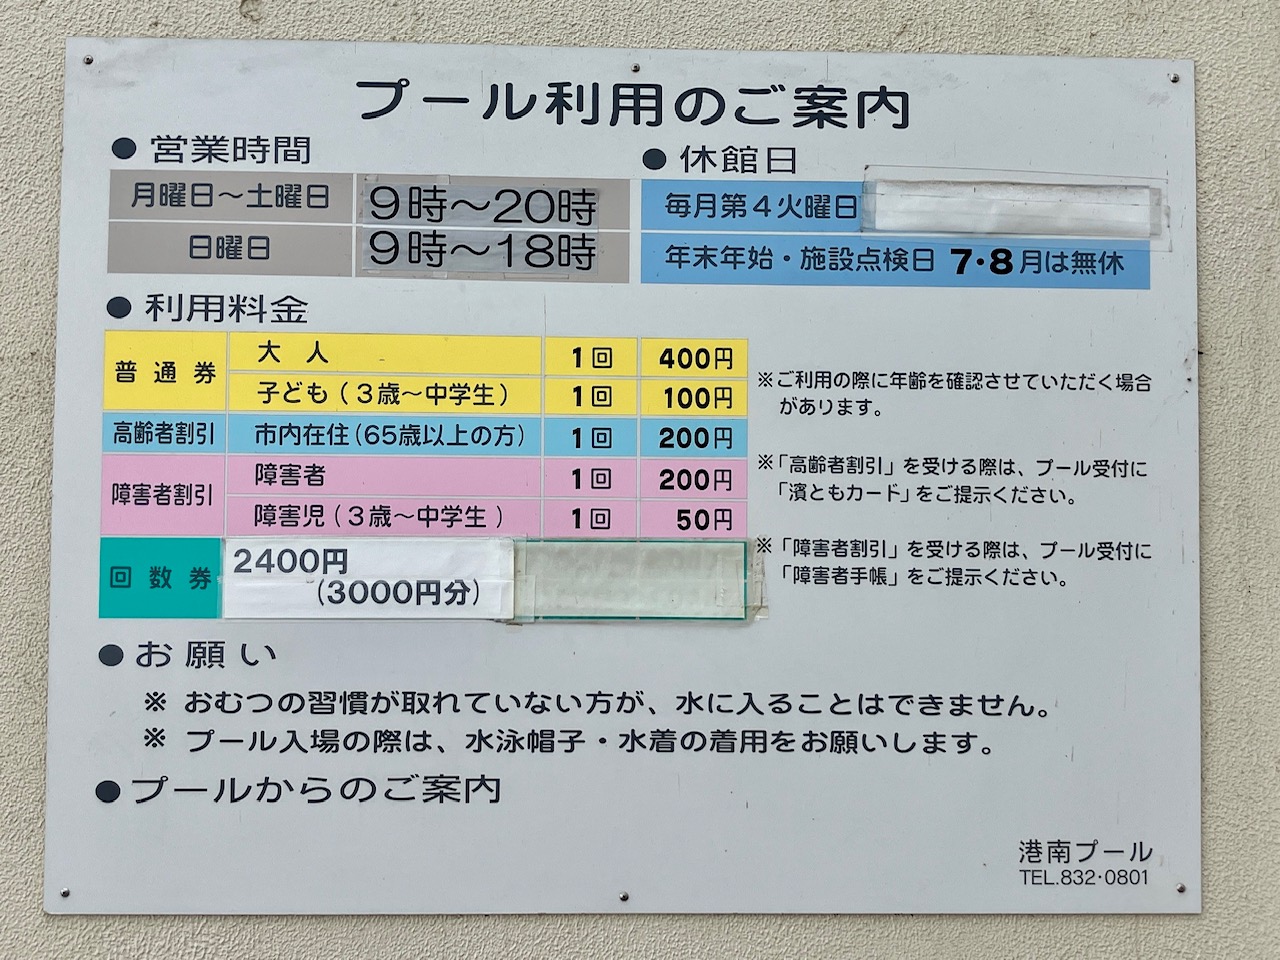 プール利用のご案内
●営業時間
月曜日～土曜日 9時～20時
日曜日 9時～18時
●休館日
毎月第4火曜日
年末年始・施設点検日 7・8月は無休
●利用料金
普通券 大人 1回 400円
子ども(3歳～中学生) 1回 100円
高齢者割引 市内在住(65歳以上の方) 1回 200円
障害者割引 障害者 1回 200円
障害児(3歳～中学生) 1回 50円
回数券 2400円
(3000円分)
※ご利用の際に年齢を確認させていただく場合
があります。
※「高齢者割引」を受ける際は、プール受付に
「濱ともカード」をご提示ください。
※「障害者割引」を受ける際は、プール受付に
「障害者手帳」をご提示ください。
●お願い
※ おむつの習慣が取れていない方が、水に入ることはできません。
※ プール入場の際は、水泳帽子・水着の着用をお願いします。
●プールからのご案内
港南プール
TEL.832・0801